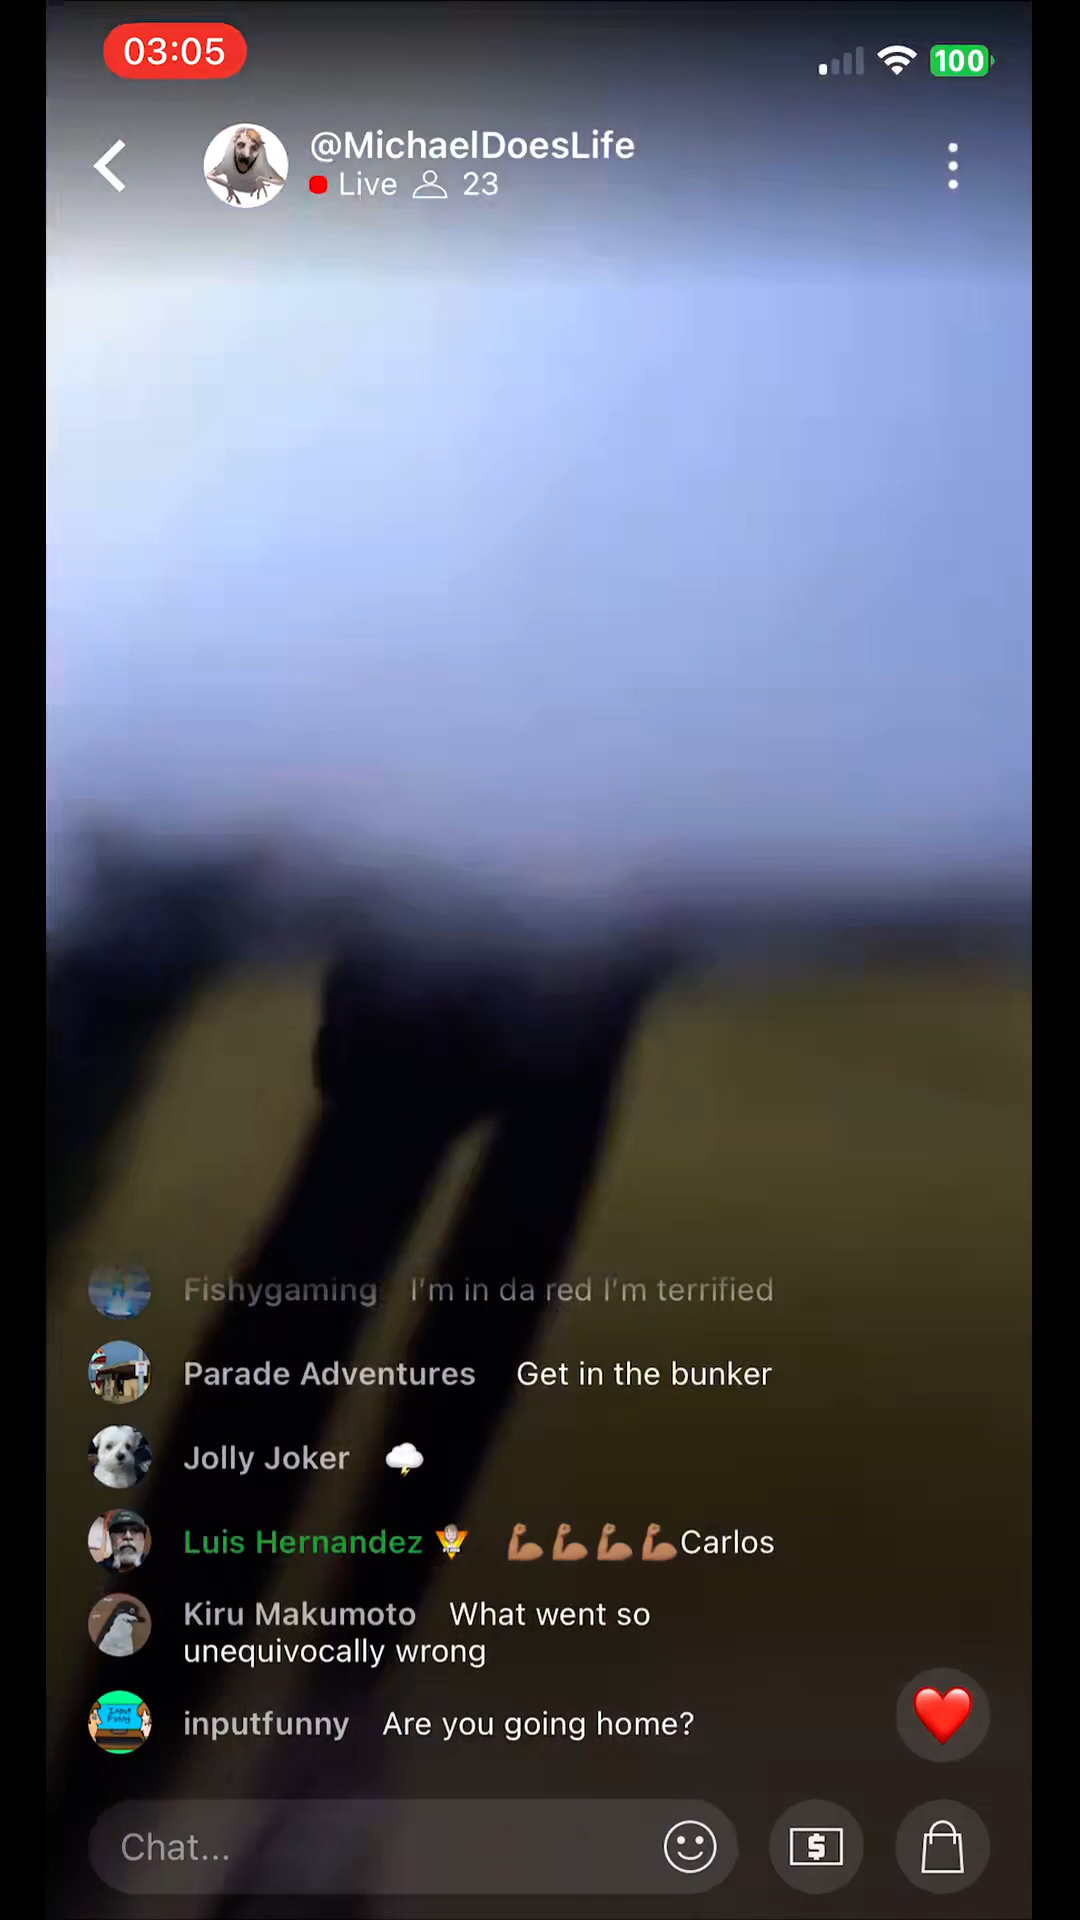 03:05
100
@MichaelDoesLife
Live 23
Fishygaming I'm in da red I'm terrified
Parade Adventures Get in the bunker
Jolly Joker
Luis Hernandez Carlos
Kiru Makumoto What went so
unequivocally wrong
inputfunny Are you going home?
Chat...